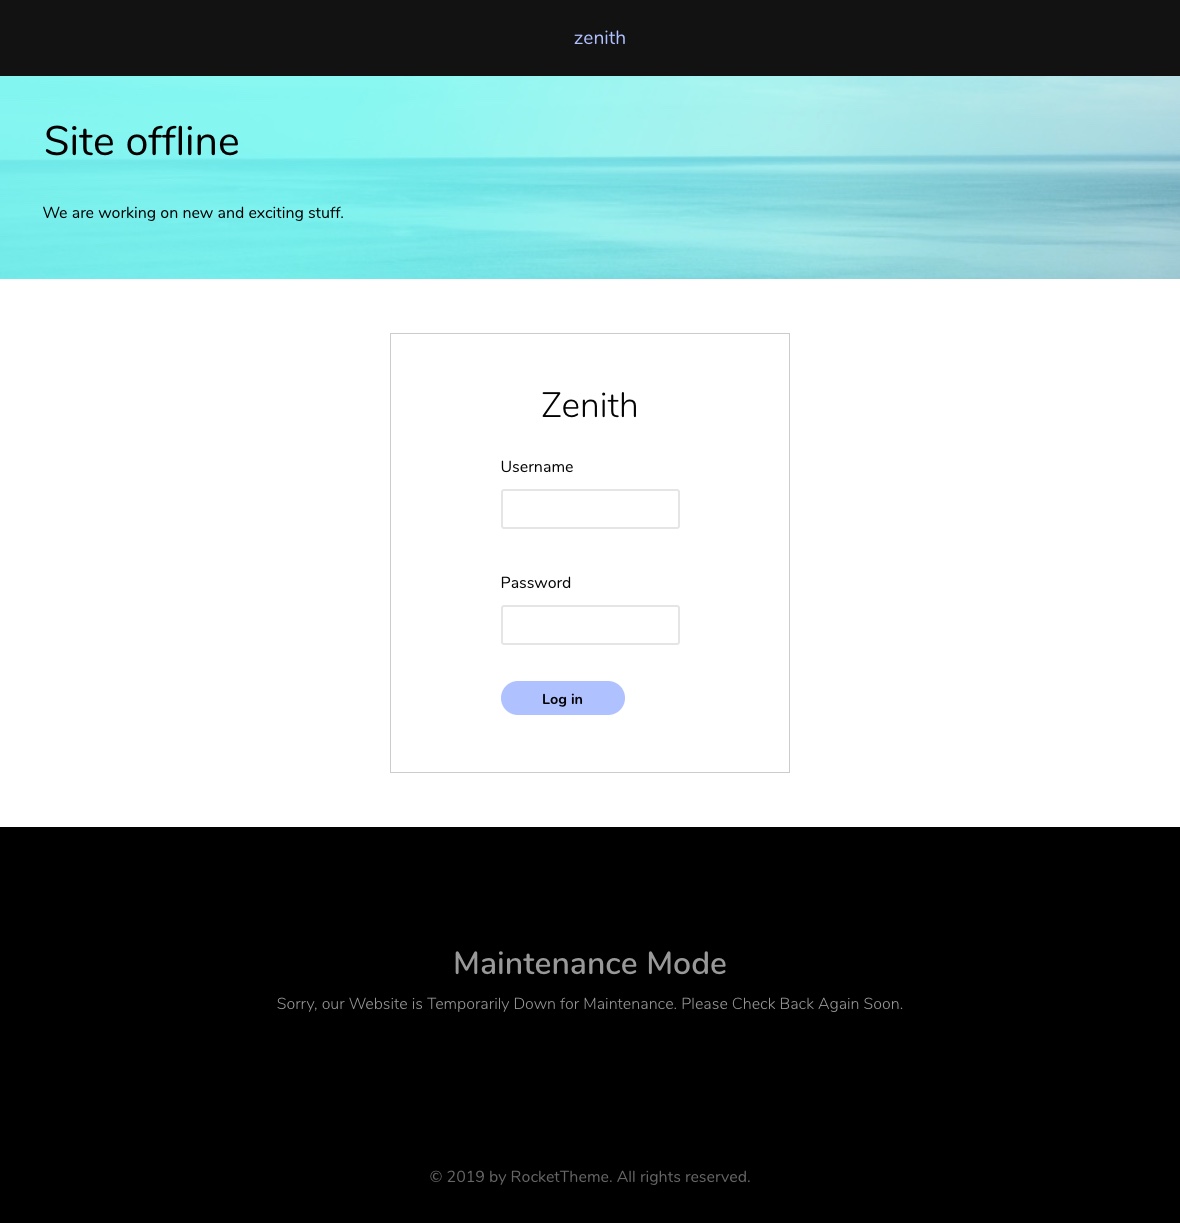 zenith
Site offline
We are working on new and exciting stuff.
Zenith
Username
Password
Log in
Maintenance Mode
Sorry, our Website is Temporarily Down for Maintenance. Please Check Back Again Soon.
© 2019 by RocketTheme. All rights reserved.